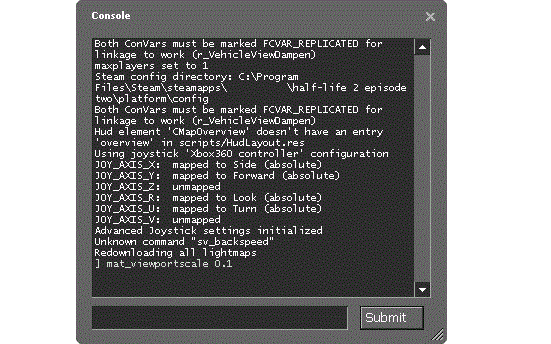 Console
Both ConVars must be marked FCVAR_REPLICATED for
linkage to work (r_VehicleViewDampen)
maxplayers set to 1
Steam config directory: C:\Program
Files\Steam\steamapps\ \half-life 2 episode
two\platform\config
Both ConVars must be marked FCVAR_REPLICATED for
linkage to work (r_VehicleViewDampen)
Hud element 'CMapOverview' doesn't have an entry
'overview' in scripts/HudLayout.res
Using joystick 'Xbox360 controller' configuration
JOY_AXIS_X: mapped to Side (absolute)
JOY_AXIS_Y: mapped to Forward (absolute)
JOY_AXIS_Z: unmapped
JOY_AXIS_R: mapped to Look (absolute)
JOY_AXIS_U: mapped to Turn (absolute)
JOY_AXIS_V: unmapped
Advanced Joystick settings initialized
Unknown command "sv_backspeed"
Redownloading all lightmaps
] mat_viewportscale 0.1
Submit